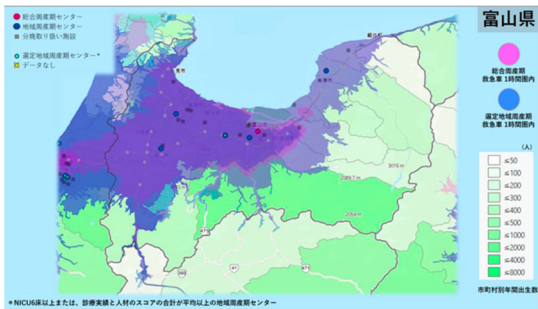 富山県
総合周産期センター
地域周産期センター
分娩取り扱い施設
選定地域周産期センター*
データなし
総合周産期
救急車 1時間圏内
選定地域周産期
救急車 1時間圏内
(人)
≤50
≤100
≤200
≤300
≤400
≤500
≤1000
≤2000
≤4000
≤8000
市町村別年間出生数
3015 m
2054 m
41
471
*NICU6床以上または、診療実績と人材のスコアの合計が平均以上の地域周産期センター